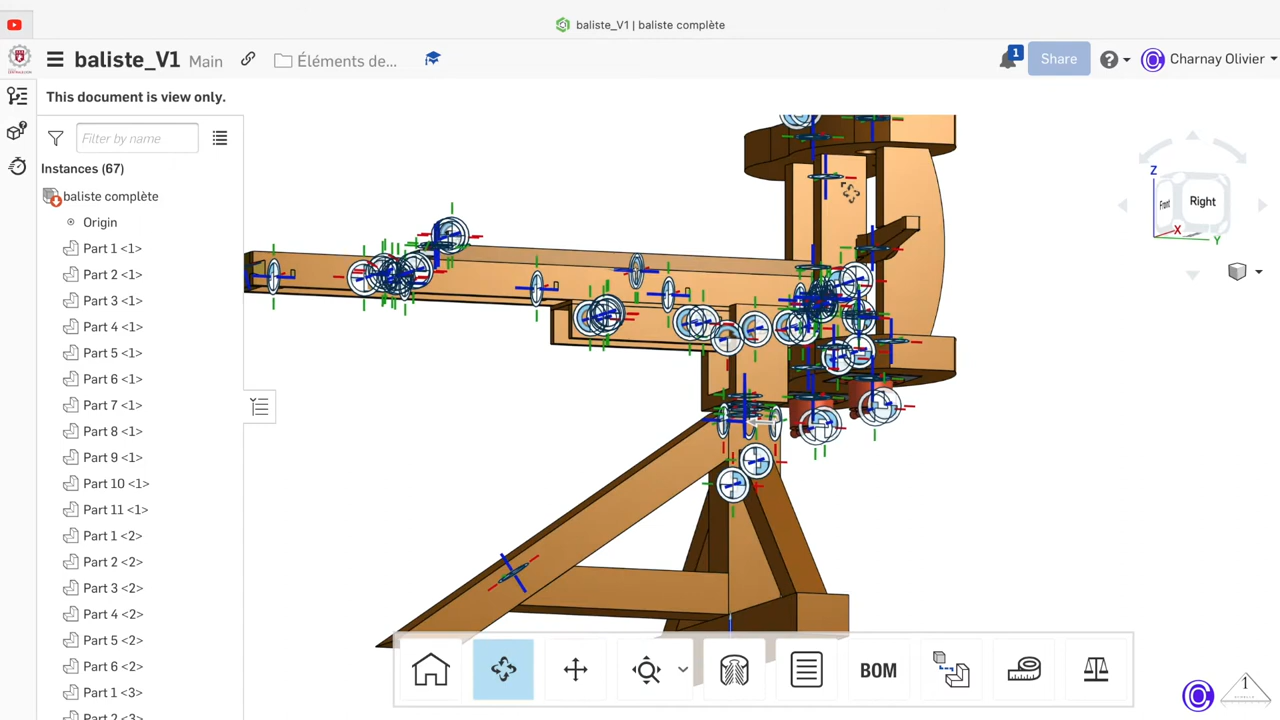 baliste_V1 | baliste complète
baliste_V1 Main Éléments de... 1 Share Charnay Olivier
This document is view only.
Filter by name
Instances (67)
baliste complète
Origin
Part 1 <1>
Part 2 <1>
Part 3 <1>
Part 4 <1>
Part 5 <1>
Part 6 <1>
Part 7 <1>
Part 8 <1>
Part 9 <1>
Part 10 <1>
Part 11 <1>
Part 1 <2>
Part 2 <2>
Part 3 <2>
Part 4 <2>
Part 5 <2>
Part 6 <2>
Part 1 <3>
Part 2 <3>
Z
Front
Right
X
Y
BOM
1